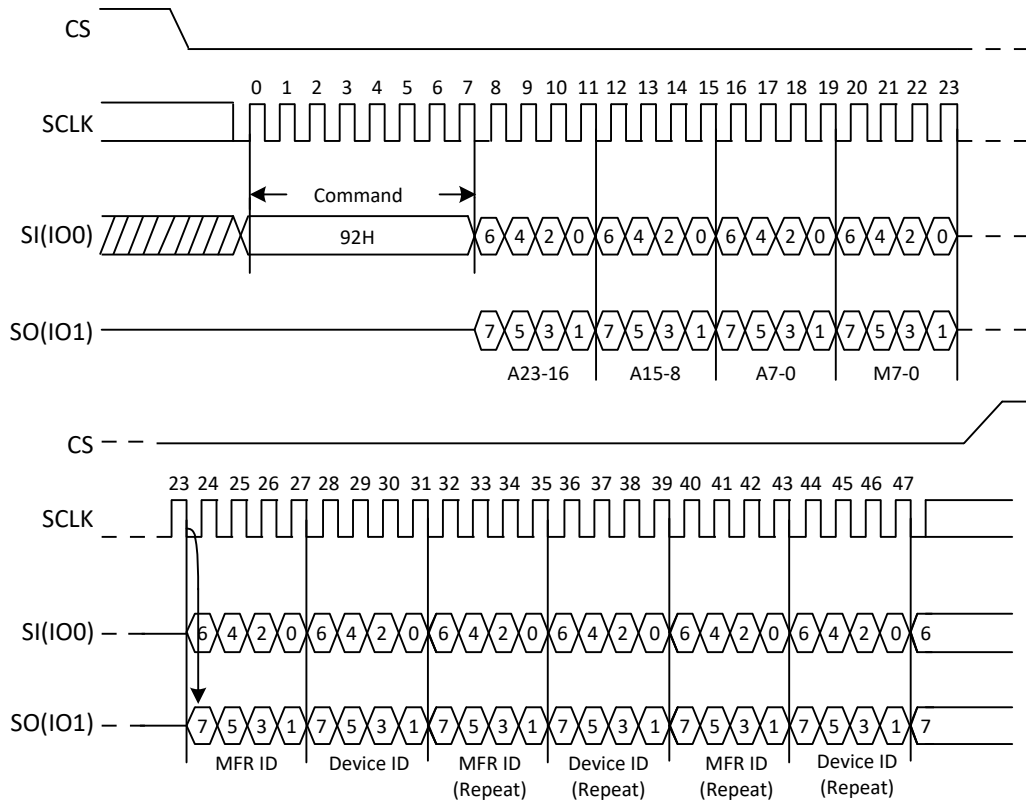 CS
0 1 2 3 4 5 6 7 8 9 10 11 12 13 14 15 16 17 18 19 20 21 22 23
SCLK
Command
SI(IO0) 92H 6 4 2 0 6 4 2 0 6 4 2 0 6 4 2 0
SO(IO1) 7 5 3 1 7 5 3 1 7 5 3 1 7 5 3 1
A23-16 A15-8 A7-0 M7-0
CS
23 24 25 26 27 28 29 30 31 32 33 34 35 36 37 38 39 40 41 42 43 44 45 46 47
SCLK
SI(IO0) 6 4 2 0 6 4 2 0 6 4 2 0 6 4 2 0 6 4 2 0 6 4 2 0 6
SO(IO1) 7 5 3 1 7 5 3 1 7 5 3 1 7 5 3 1 7 5 3 1 7 5 3 1 7
MFR ID Device ID MFR ID Device ID MFR ID Device ID
(Repeat) (Repeat) (Repeat) (Repeat)